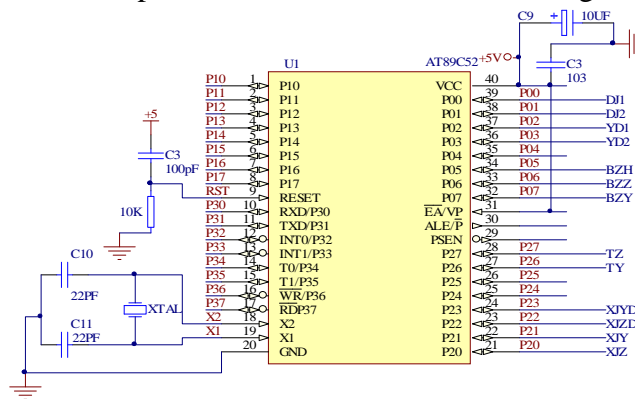 C9 10UF
U1 AT89C52 +5V C3
103
P10 1 P10 VCC 40
P11 2 P11 P00 39 P00 DJ1
P12 3 P12 P01 38 P01 DJ2
P13 4 P13 P02 37 P02 YD1
P14 5 P14 P03 36 P03 YD2
P15 6 P15 P04 35 P04
P16 7 P16 P05 34 P05 BZH
P17 8 P17 P06 33 P06 BZZ
RST 9 RESET P07 32 P07 BZY
P30 10 RXD/P30 EA/VP 31
P31 11 TXD/P31 ALE/P 30
P32 12 INT0/P32 PSEN 29
P33 13 INT1/P33 P27 28 P27 TZ
P34 14 T0/P34 P26 27 P26 TY
P35 15 T1/P35 P25 26 P25
P36 16 WR/P36 P24 25 P24
P37 17 RDP37 P23 24 P23 XJYD
X2 18 X2 P22 23 P22 XJZD
X1 19 X1 P21 22 P21 XJY
20 GND P20 21 P20 XJZ
+5
C3
100pF
10K
C10
22PF
XTAL
C11
22PF